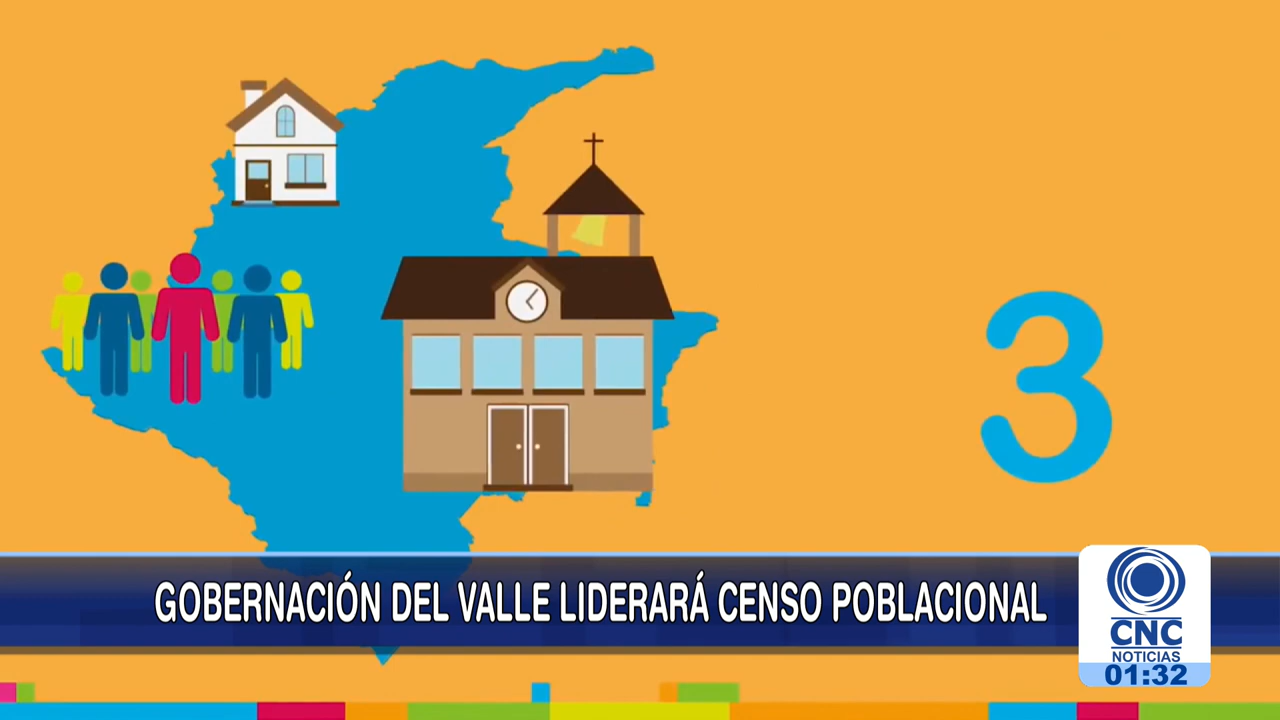 3
GOBERNACIÓN DEL VALLE LIDERARÁ CENSO POBLACIONAL
CNC
NOTICIAS
01:32